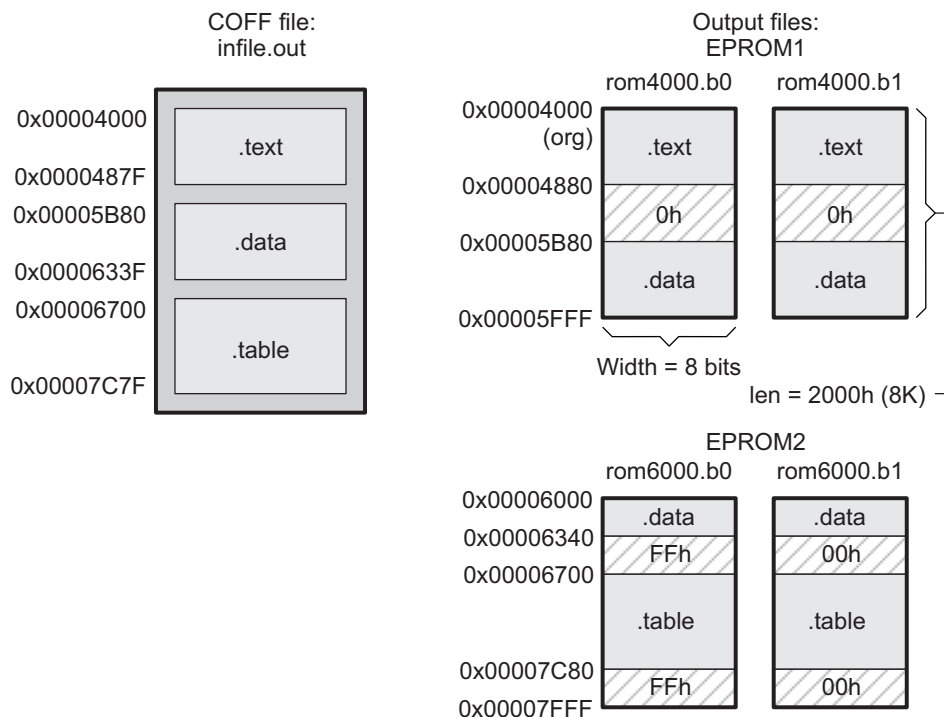 COFF file:
infile.out
0x00004000
.text
0x0000487F
0x00005B80
.data
0x0000633F
0x00006700
.table
0x00007C7F
Output files:
EPROM1
rom4000.b0
rom4000.b1
0x00004000
(org)
.text
.text
0x00004880
0h
0h
0x00005B80
.data
.data
0x00005FFF
Width = 8 bits
len = 2000h (8K)
EPROM2
rom6000.b0
rom6000.b1
0x00006000
.data
.data
0x00006340
FFh
00h
0x00006700
.table
.table
0x00007C80
FFh
00h
0x00007FFF